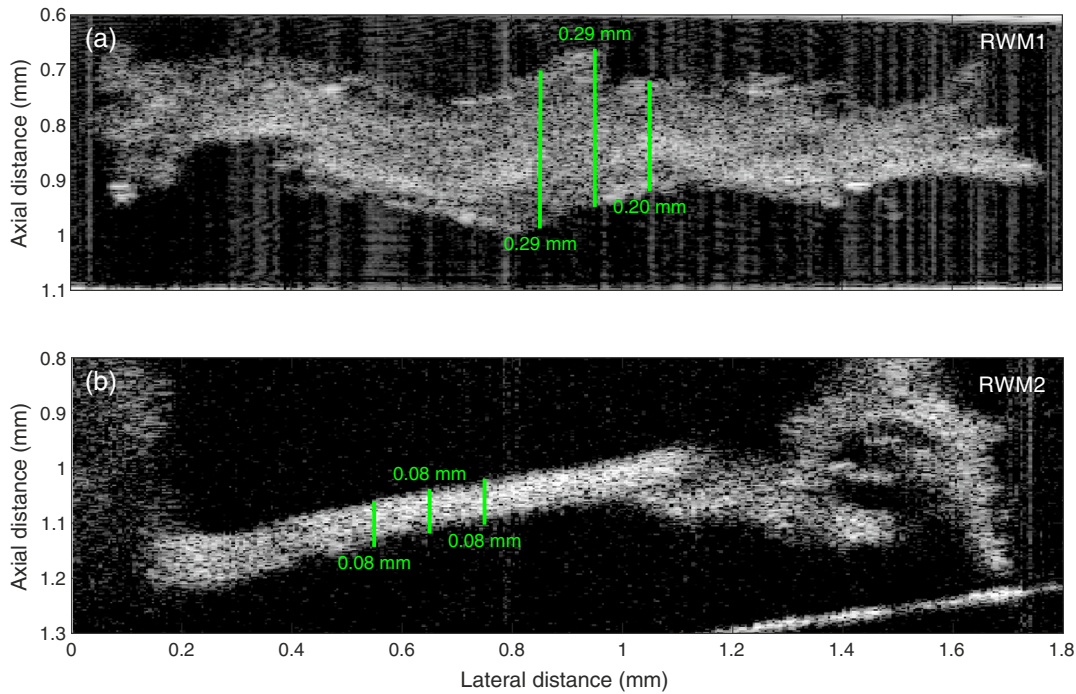 0.6
(a)
0.29 mm
RWM1
0.7
0.8
0.9
1
1.1
0.20 mm
0.29 mm
Axial distance (mm)
0.8
(b)
RWM2
0.9
1
1.1
1.2
1.3
0.08 mm
0.08 mm
0.08 mm
Axial distance (mm)
0 0.2 0.4 0.6 0.8 1 1.2 1.4 1.6 1.8
Lateral distance (mm)